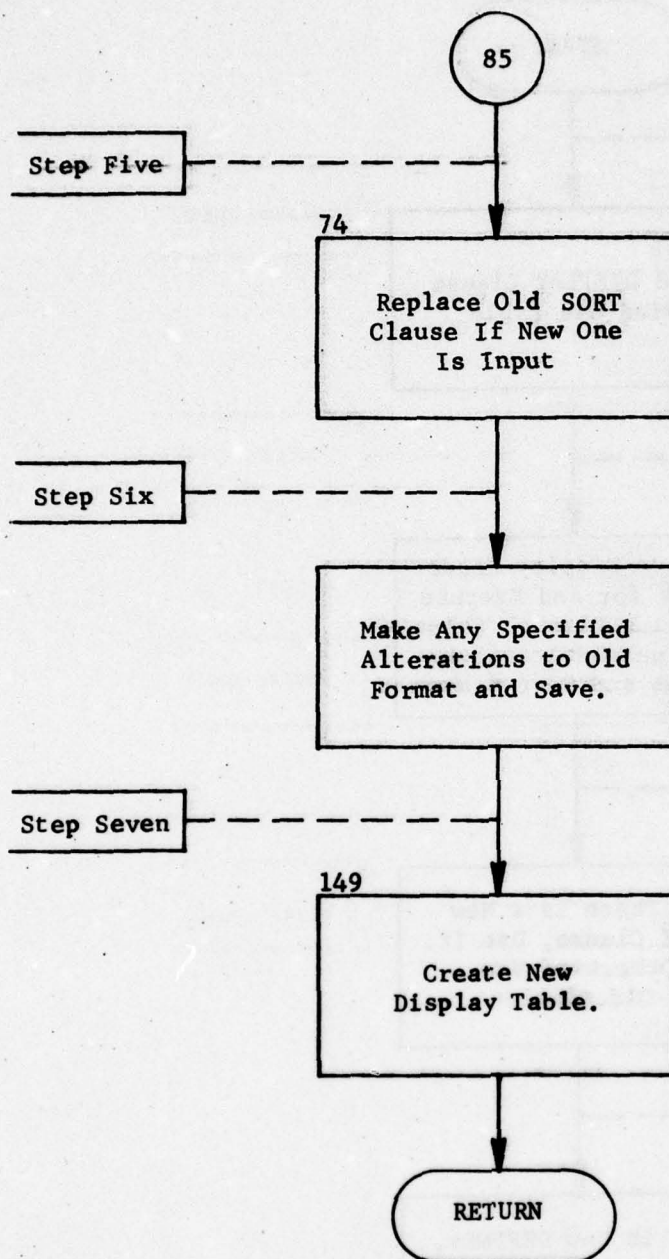 85
Step Five
74
Replace Old SORT
Clause If New One
Is Input
Step Six
Make Any Specified
Alterations to Old
Format and Save.
Step Seven
149
Create New
Display Table.
RETURN